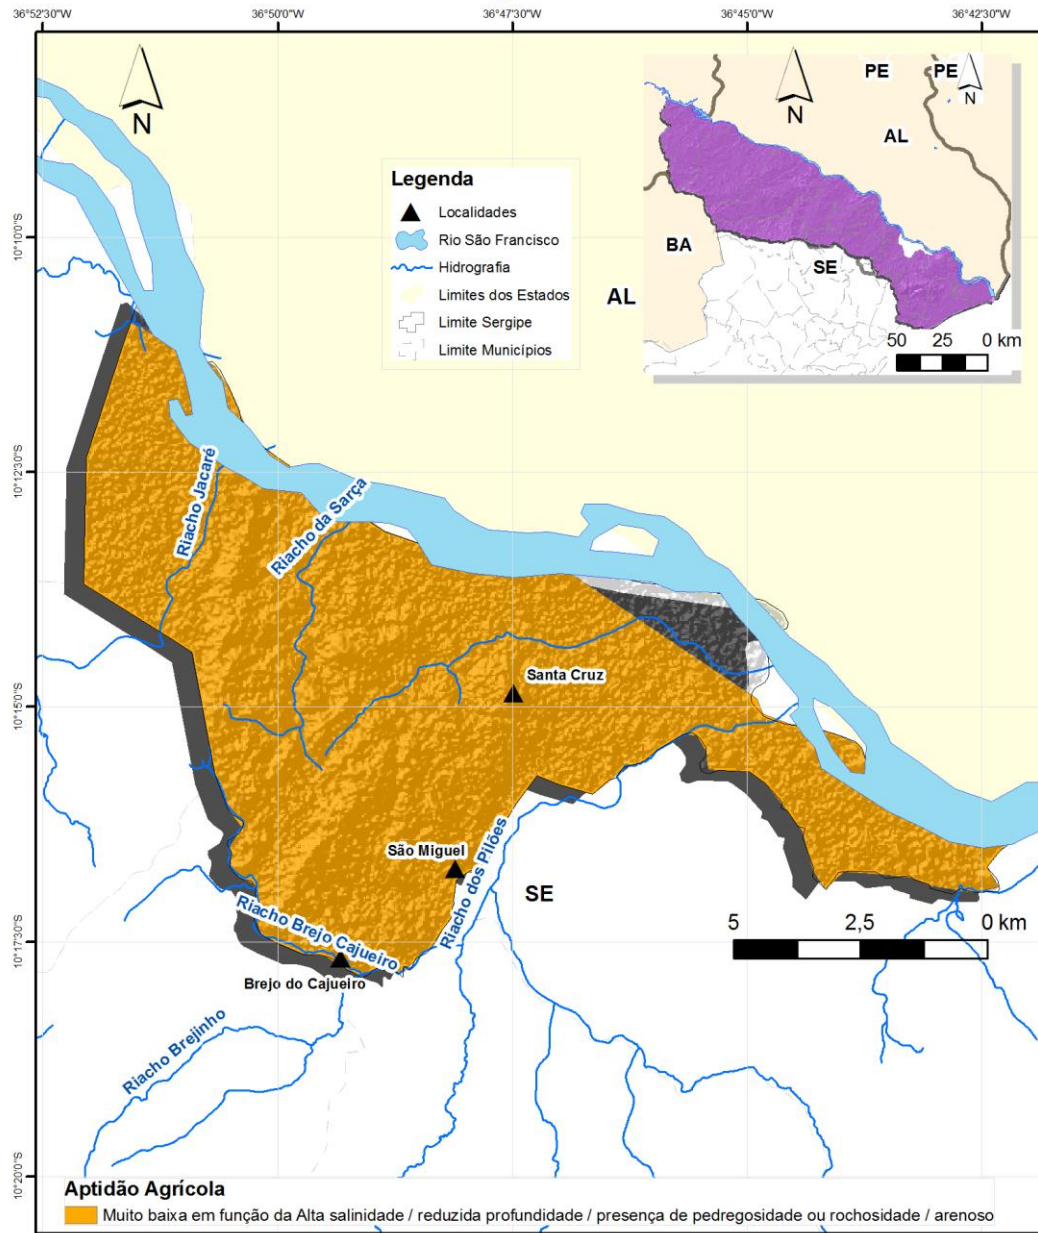 36°52'30"W
36°50'0"W
36°47'30"W
36°45'0"W
36°42'30"W
N
N
N
PE
PE
AL
BA
SE
50 25 0 km
Legenda
Localidades
Rio São Francisco
Hidrografia
Limites dos Estados
Limite Sergipe
Limite Municípios
AL
10°10'0"S
10°12'30"S
10°15'0"S
10°17'30"S
10°20'0"S
Riacho Jacaré
Riacho da Sarça
Santa Cruz
São Miguel
Riacho dos Pilões
SE
Riacho Brejo Cajueiro
Brejo do Cajueiro
Riacho Brejinho
5 2,5 0 km
Aptidão Agrícola
Muito baixa em função da Alta salinidade / reduzida profundidade / presença de pedregosidade ou rochosidade / arenoso